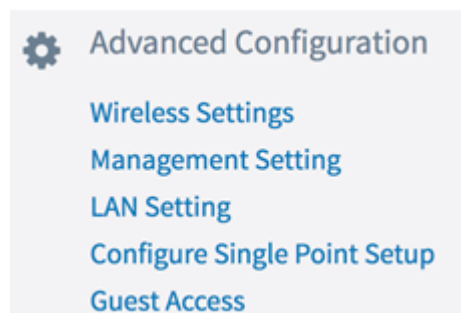 Advanced Configuration
Wireless Settings
Management Setting
LAN Setting
Configure Single Point Setup
Guest Access